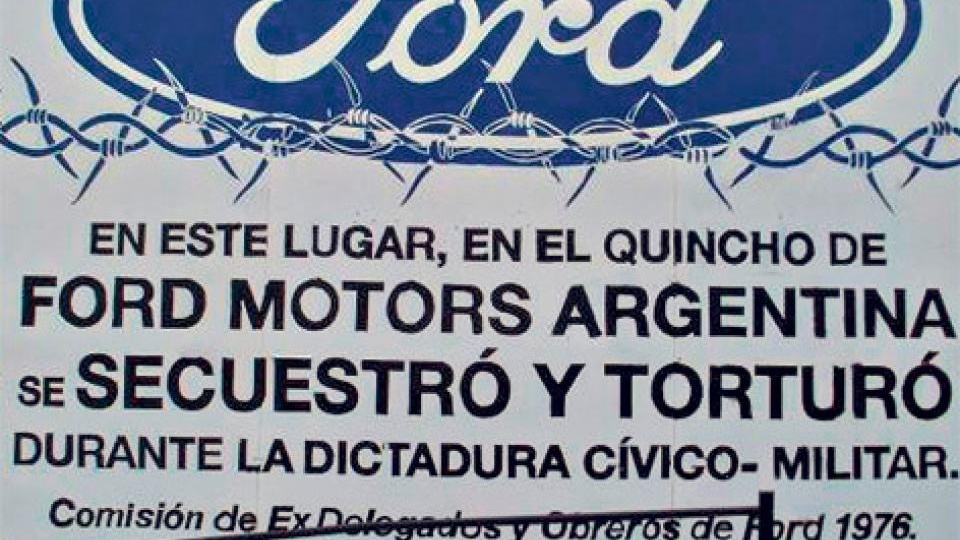 Ford
EN ESTE LUGAR, EN EL QUINCHO DE
FORD MOTORS ARGENTINA
SE SECUESTRÓ Y TORTURÓ
DURANTE LA DICTADURA CÍVICO- MILITAR.
Comisión de Ex Delegados y Obreros de Ford 1976.